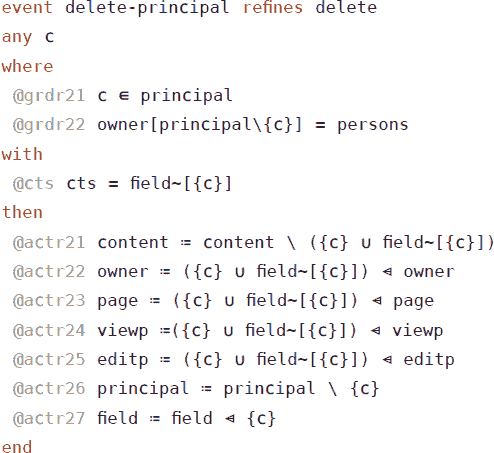 event delete-principal refines delete
any c
where
@grdr21 c ∈ principal
@grdr22 owner[principal\{c}] = persons
with
@cts cts = field~[{c}]
then
@actr21 content ≔ content \ ({c} ∪ field~[{c}])
@actr22 owner ≔ ({c} ∪ field~[{c}]) ⩤ owner
@actr23 page ≔ ({c} ∪ field~[{c}]) ⩤ page
@actr24 viewp ≔({c} ∪ field~[{c}]) ⩤ viewp
@actr25 editp ≔ ({c} ∪ field~[{c}]) ⩤ editp
@actr26 principal ≔ principal \ {c}
@actr27 field ≔ field ⩤ {c}
end